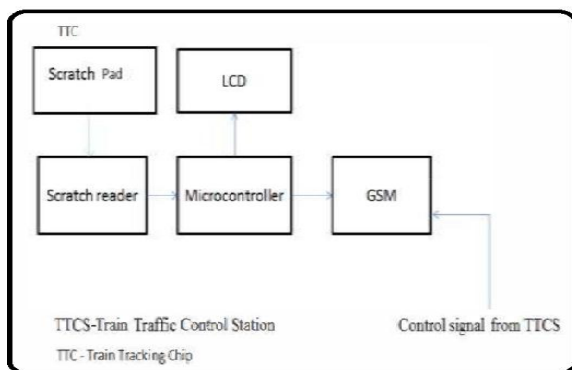 TTC
Scratch Pad
LCD
Scratch reader
Microcontroller
GSM
TTCS-Train Traffic Control Station
Control signal from TTCS
TTC - Train Tracking Chip